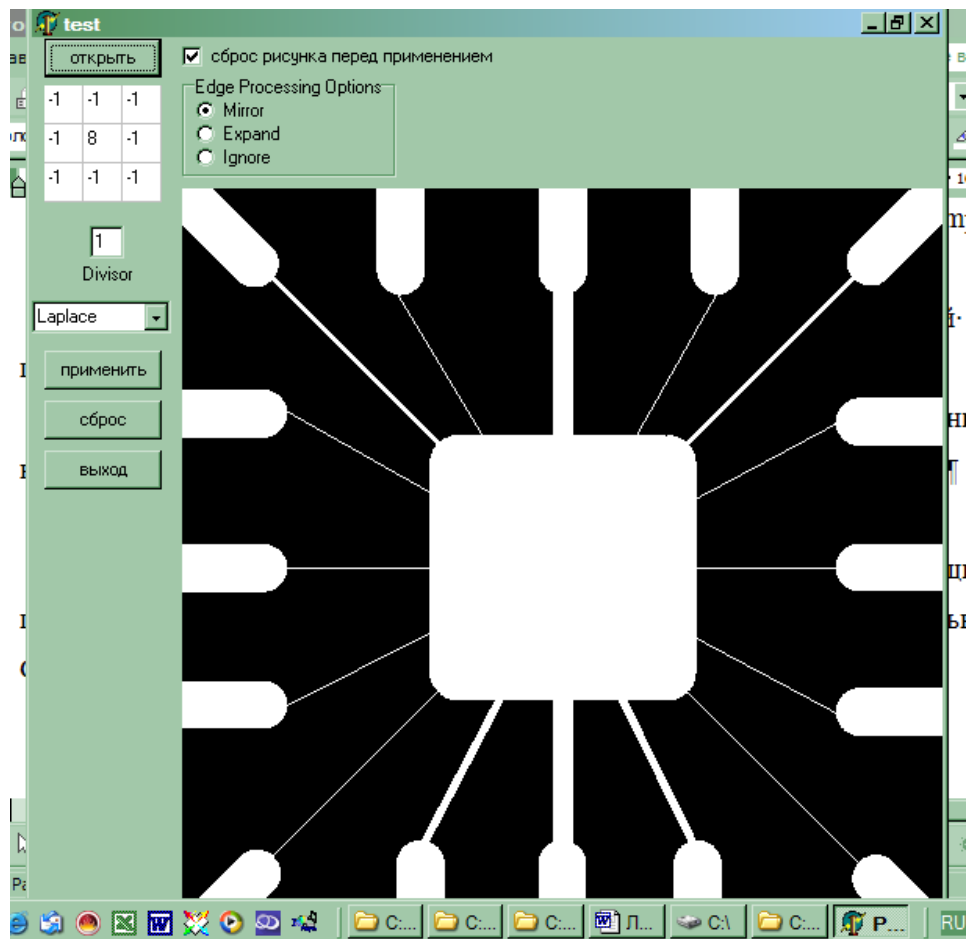 test
открыть
сброс рисунка перед применением
Edge Processing Options
Mirror
Expand
Ignore
-1 -1 -1
-1 8 -1
-1 -1 -1
1
Divisor
Laplace
применить
сброс
выход
C:...
C:...
C:...
Л...
C:\
C:...
P...
RU